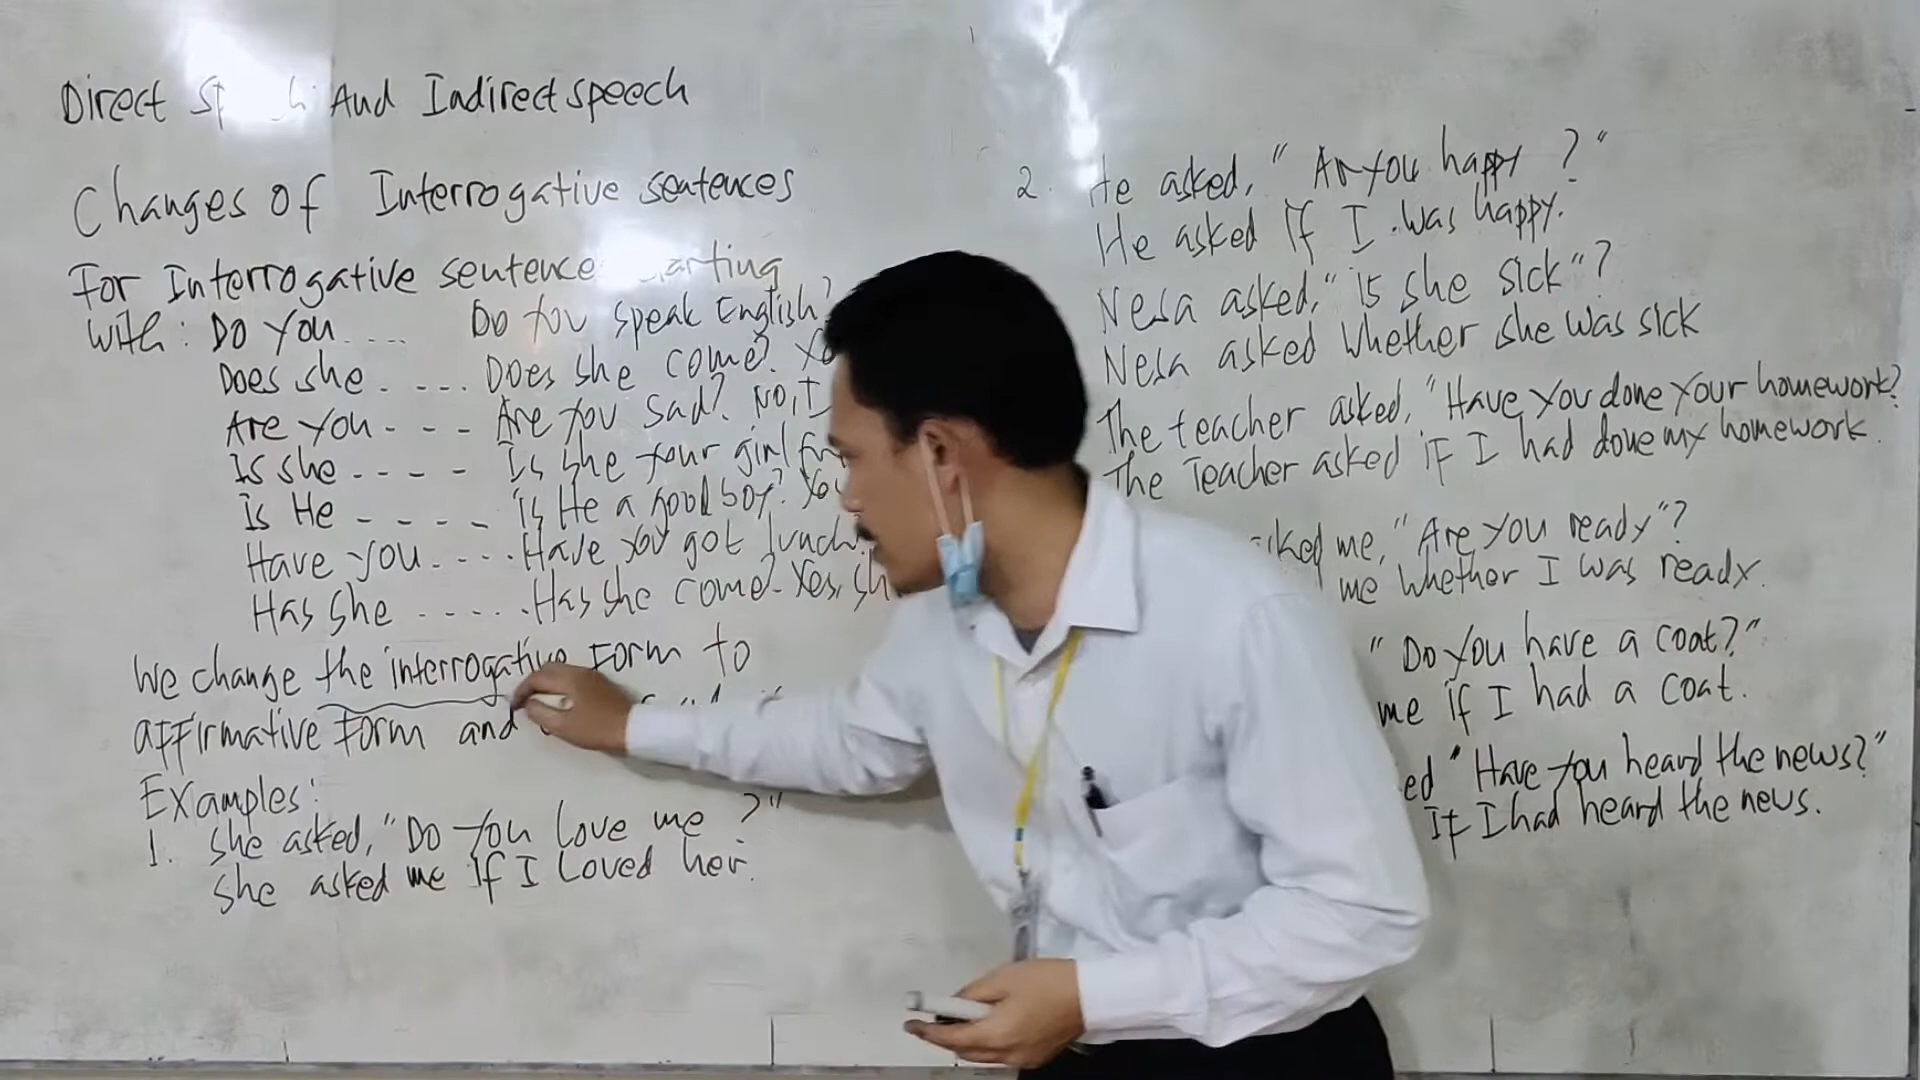 Direct And Indirect speech
Changes of Interrogative sentences
For Interrogative sentence
with: Do you .... Do you speak English?
Does she .... Does she come?
Are you - - - Are you sad? No, I
Is she - - - - Is she your girl
is He - - - - is He a good boy? You
Have you .... Have you got lunch
Has she ..... Has she come? Yes, sh
We change the interrogative Form to
affirmative Form and
Examples:
1. She asked, "Do you love me ?"
She asked me if I Loved her.
2. He asked, " Ar you happy ?"
He asked if I was happy.
Nesa asked, "is she sick"?
Nesa asked whether she was sick
The teacher asked, "Have you done your homework?
The Teacher asked if I had done my homework.
asked me, "Are you ready"?
me whether I was ready.
"Do you have a coat?"
me if I had a coat.
ed "Have you heard the news?"
If I had heard the news.